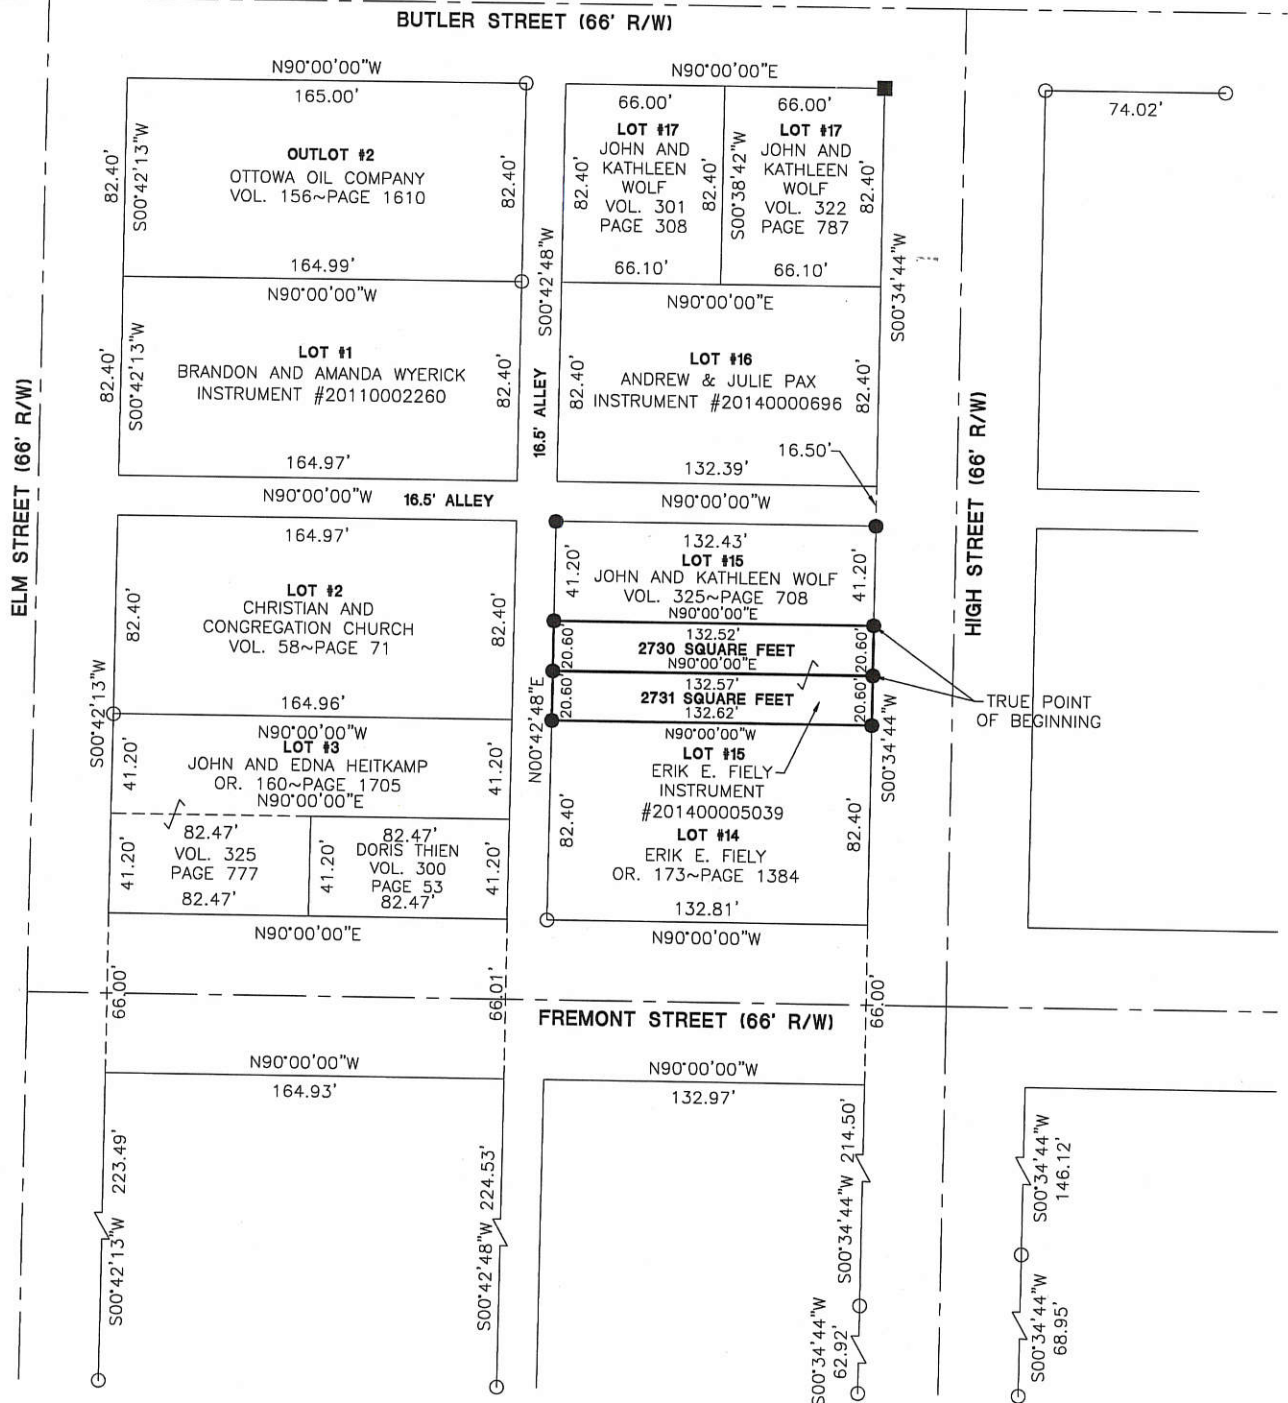 BUTLER STREET (66' R/W)
N90°00'00"W
165.00'
82.40'
S00°42'13"W
OUTLOT #2
OTTOWA OIL COMPANY
VOL. 156~PAGE 1610
82.40'
164.99'
N90°00'00"W
N90°00'00"E
66.00'
LOT #17
JOHN AND
KATHLEEN
WOLF
VOL. 301
PAGE 308
82.40'
82.40'
66.10'
S00°38'42"W
66.00'
LOT #17
JOHN AND
KATHLEEN
WOLF
VOL. 322
PAGE 787
82.40'
66.10'
N90°00'00"E
74.02'
S00°42'48"W
S00°34'44"W
ELM STREET (66' R/W)
82.40'
S00°42'13"W
LOT #1
BRANDON AND AMANDA WYERICK
INSTRUMENT #20110002260
82.40'
164.97'
N90°00'00"W
16.5' ALLEY
16.5' ALLEY
82.40'
LOT #16
ANDREW & JULIE PAX
INSTRUMENT #20140000696
82.40'
16.50'
132.39'
N90°00'00"W
HIGH STREET (66' R/W)
164.97'
LOT #2
CHRISTIAN AND
CONGREGATION CHURCH
VOL. 58~PAGE 71
82.40'
82.40'
164.96'
S00°42'13"W
132.43'
LOT #15
JOHN AND KATHLEEN WOLF
VOL. 325~PAGE 708
41.20'
41.20'
N90°00'00"E
132.52'
2730 SQUARE FEET
20.60'
20.60'
N90°00'00"E
132.57'
2731 SQUARE FEET
20.60'
20.60'
132.62'
N90°00'00"W
TRUE POINT
OF BEGINNING
N00°42'48"E
S00°34'44"W
N90°00'00"W
LOT #3
JOHN AND EDNA HEITKAMP
OR. 160~PAGE 1705
41.20'
41.20'
N90°00'00"E
82.47'
VOL. 325
PAGE 777
82.47'
41.20'
41.20'
82.47'
DORIS THIEN
VOL. 300
PAGE 53
82.47'
41.20'
N90°00'00"E
LOT #15
ERIK E. FIELY
INSTRUMENT
#201400005039
LOT #14
ERIK E. FIELY
OR. 173~PAGE 1384
82.40'
82.40'
132.81'
N90°00'00"W
66.00'
66.01'
66.00'
FREMONT STREET (66' R/W)
N90°00'00"W
164.93'
N90°00'00"W
132.97'
S00°42'13"W 223.49'
S00°42'48"W 224.53'
S00°34'44"W 214.50'
S00°34'44"W
62.92'
S00°34'44"W
146.12'
S00°34'44"W
68.95'